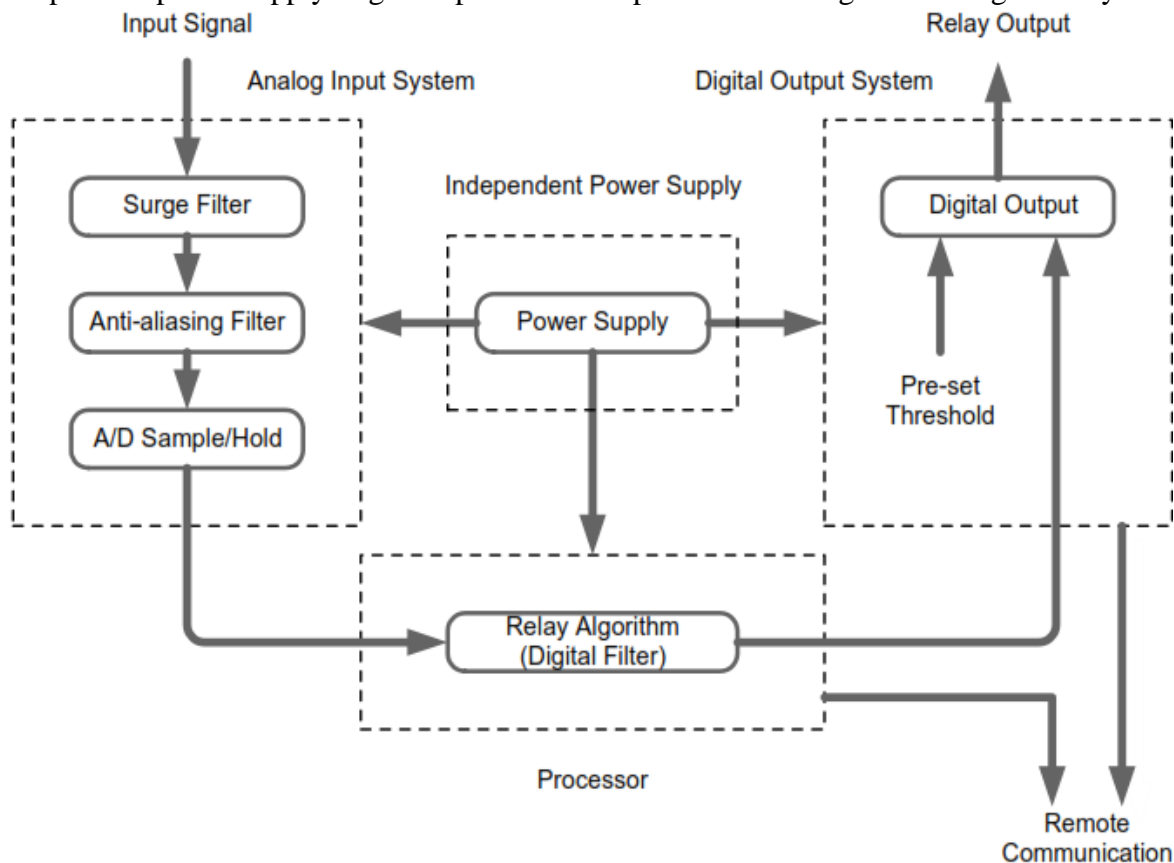 Input Signal
Relay Output
Analog Input System
Digital Output System
Surge Filter
Independent Power Supply
Digital Output
Anti-aliasing Filter
Power Supply
Pre-set
Threshold
A/D Sample/Hold
Relay Algorithm
(Digital Filter)
Processor
Remote
Communication